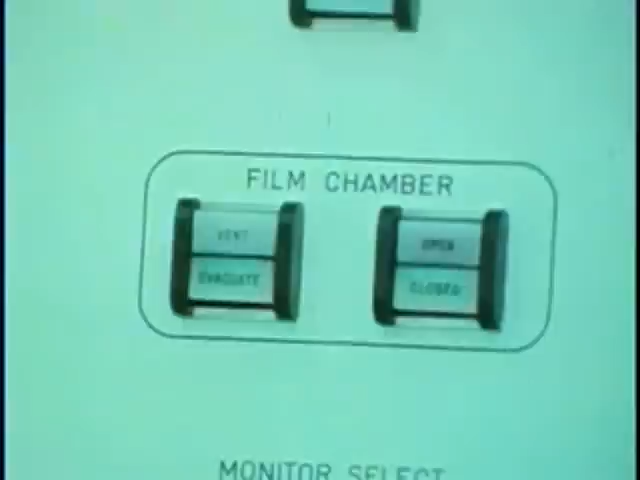 FILM CHAMBER
VENT
EVACUATE
OPEN
CLOSED
MONITOR SELECT